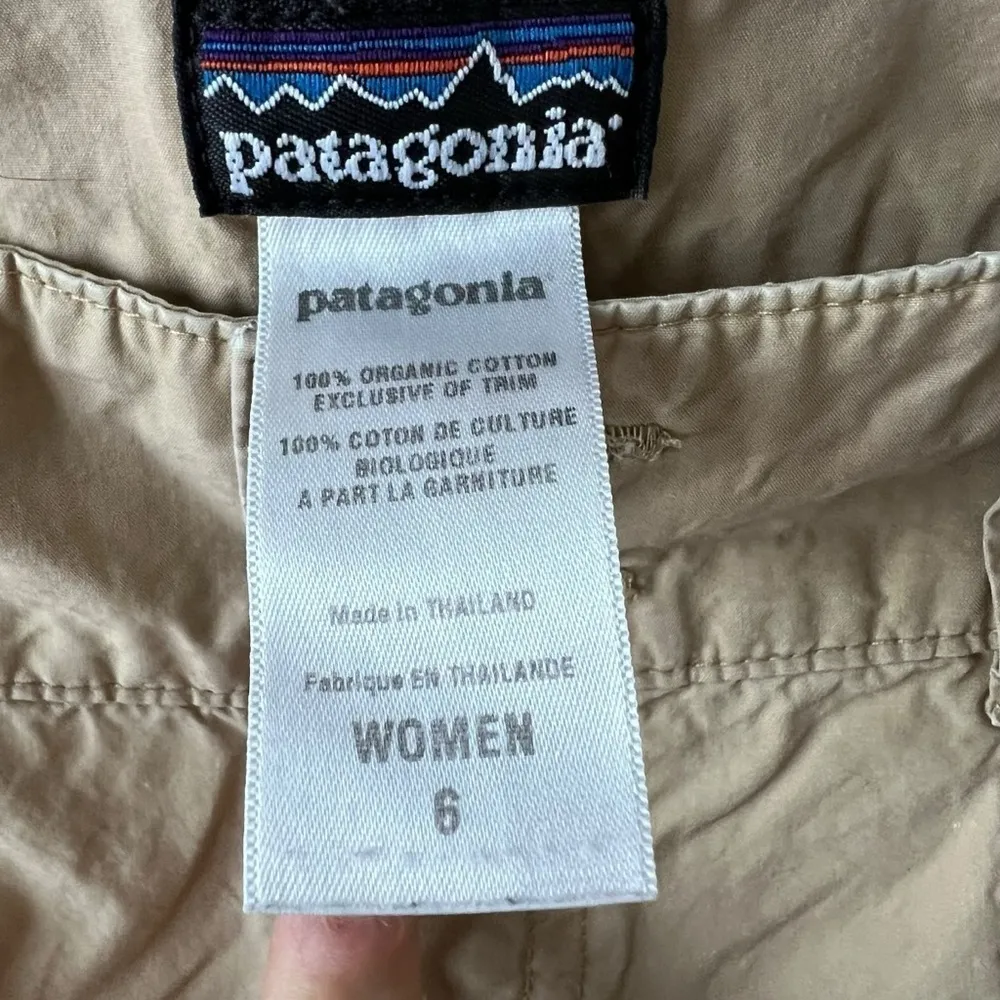 patagonia
patagonia
100% ORGANIC COTTON
EXCLUSIVE OF TRIM
100% COTON DE CULTURE
BIOLOGIQUE
A PART LA GARNITURE
Made in THAILAND
Fabrique EN THAILANDE
WOMEN
6